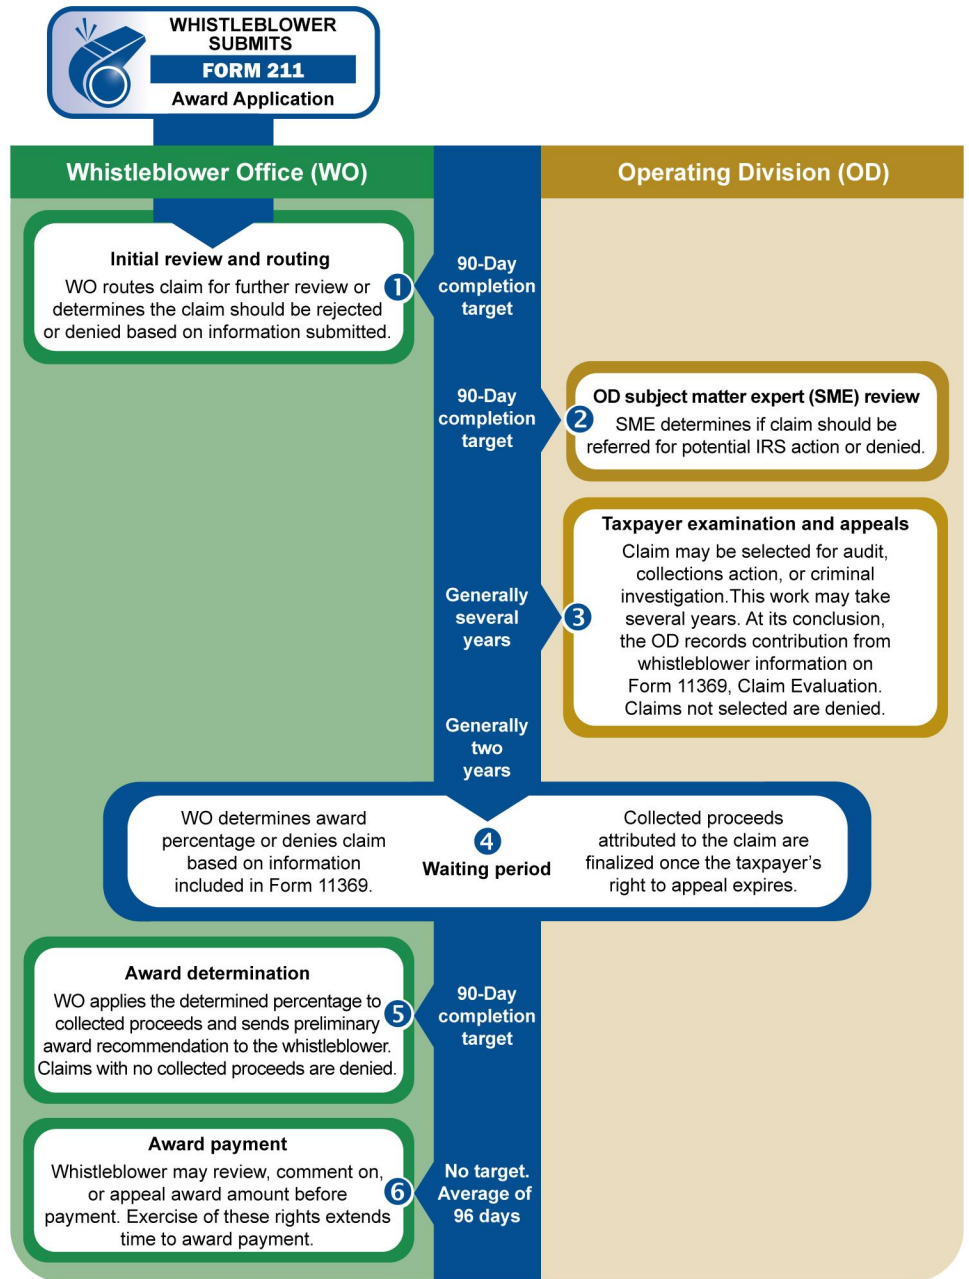 WHISTLEBLOWER
SUBMITS
FORM 211
Award Application
Whistleblower Office (WO)
Operating Division (OD)
Initial review and routing
WO routes claim for further review or
determines the claim should be rejected
or denied based on information submitted.
1
90-Day
completion
target
90-Day
completion
target
2
OD subject matter expert (SME) review
SME determines if claim should be
referred for potential IRS action or denied.
Generally
several
years
3
Taxpayer examination and appeals
Claim may be selected for audit,
collections action, or criminal
investigation.This work may take
several years. At its conclusion,
the OD records contribution from
whistleblower information on
Form 11369, Claim Evaluation.
Claims not selected are denied.
Generally
two
years
WO determines award
percentage or denies claim
based on information
included in Form 11369.
4
Waiting period
Collected proceeds
attributed to the claim are
finalized once the taxpayer’s
right to appeal expires.
Award determination
WO applies the determined percentage to
collected proceeds and sends preliminary
award recommendation to the whistleblower.
Claims with no collected proceeds are denied.
5
90-Day
completion
target
Award payment
Whistleblower may review, comment on,
or appeal award amount before
payment. Exercise of these rights extends
time to award payment.
6
No target.
Average of
96 days